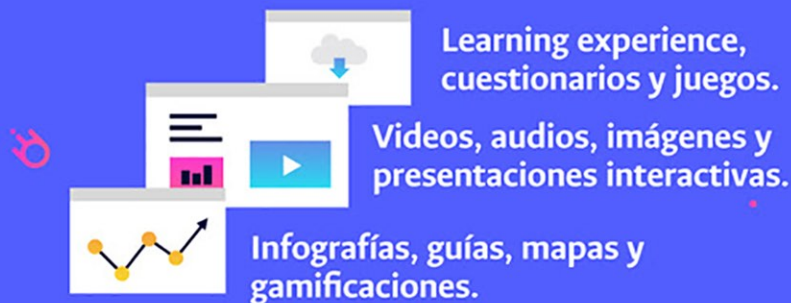 Learning experience,
cuestionarios y juegos.
Videos, audios, imágenes y
presentaciones interactivas.
Infografías, guías, mapas y
gamificaciones.